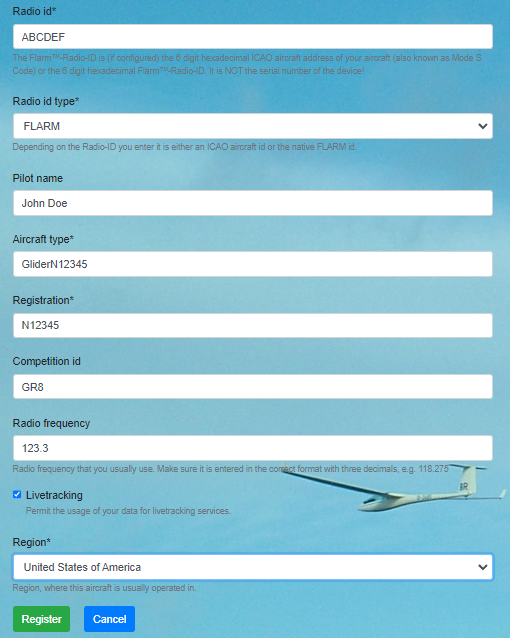 Radio id*
ABCDEF
The Flarm™-Radio-ID is (if configured) the 6 digit hexadecimal ICAO aircraft address of your aircraft (also known as Mode S
Code) or the 6 digit hexadecimal Flarm™-Radio-ID. It is NOT the serial number of the device!
Radio id type*
FLARM
Depending on the Radio-ID you enter it is either an ICAO aircraft id or the native FLARM id.
Pilot name
John Doe
Aircraft type*
GliderN12345
Registration*
N12345
Competition id
GR8
Radio frequency
123.3
Radio frequency that you usually use. Make sure it is entered in the correct format with three decimals, e.g. 118.275
Livetracking
Permit the usage of your data for livetracking services.
Region*
United States of America
Region, where this aircraft is usually operated in.
Register Cancel